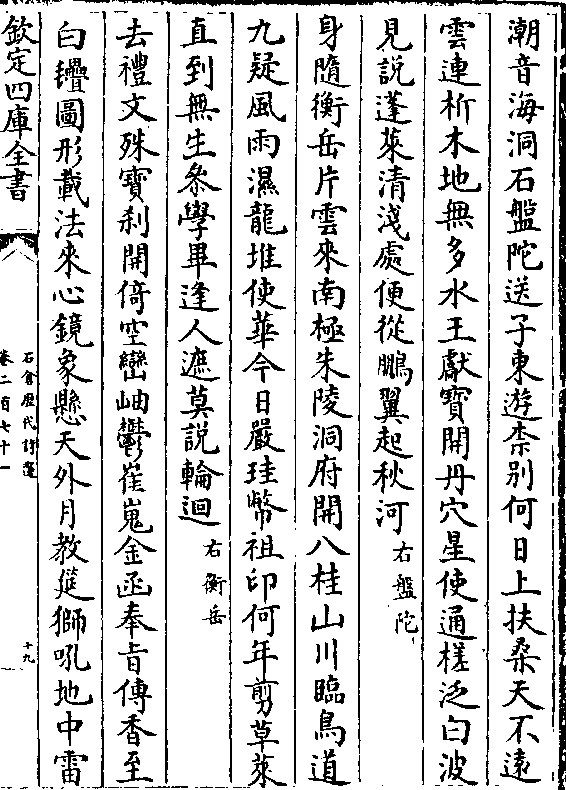 潮音海洞石盤陀送子東遊柰别何日上扶桑天不遠
雲連析木地無多水王獻寶開丹穴星使通槎泛白波
見說蓬萊清淺處便從鵬翼起秋河右盤陀
身隨衡岳片雲來南極朱陵洞府開八桂山川臨鳥道
九疑風雨濕龍堆使華今日嚴珪幣祖印何年剪草萊
直到無生叅學畢逢人遮莫說輪迴右衡岳
去禮文殊寳刹開倚空巒岫鬱崔嵬金函奉㫖傳香至
白㲲圖形載法來心鏡象懸天外月教筵獅吼地中雷
欽定四庫全書
石倉歷代詩選
卷二百七十一
十九